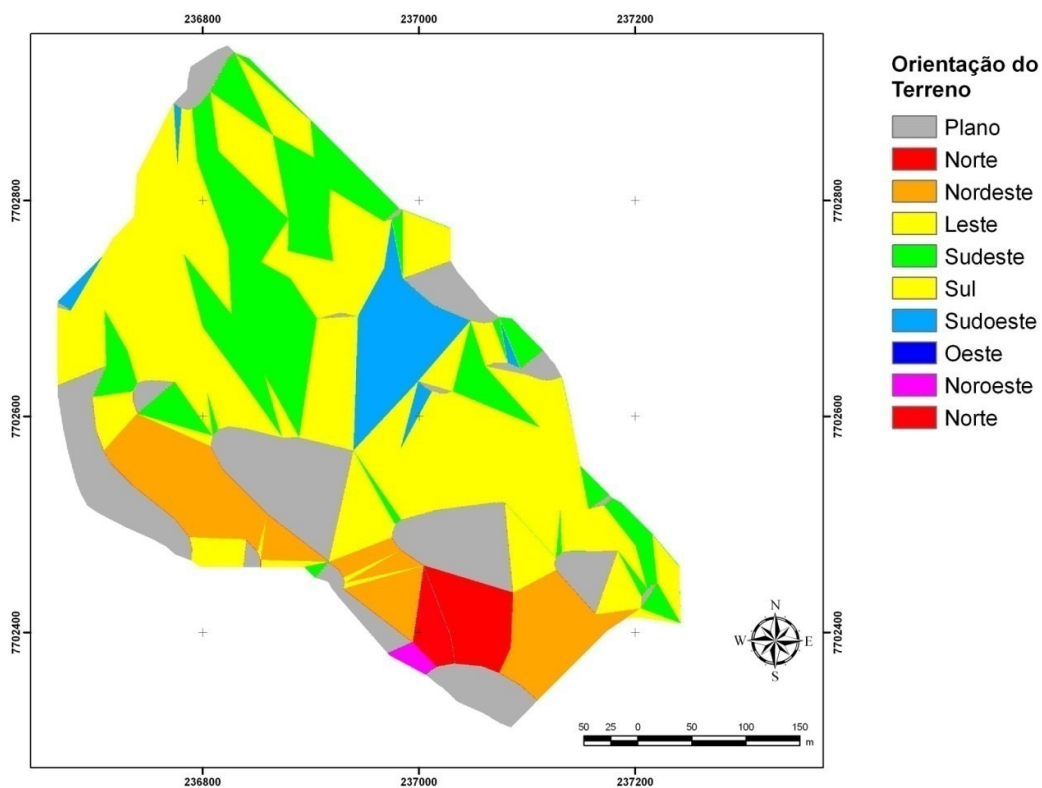 236800 237000 237200
7702800 7702800
7702600 7702600
7702400 7702400
236800 237000 237200
N
W E
S
50 25 0 50 100 150
m
Orientação do
Terreno
Plano
Norte
Nordeste
Leste
Sudeste
Sul
Sudoeste
Oeste
Noroeste
Norte